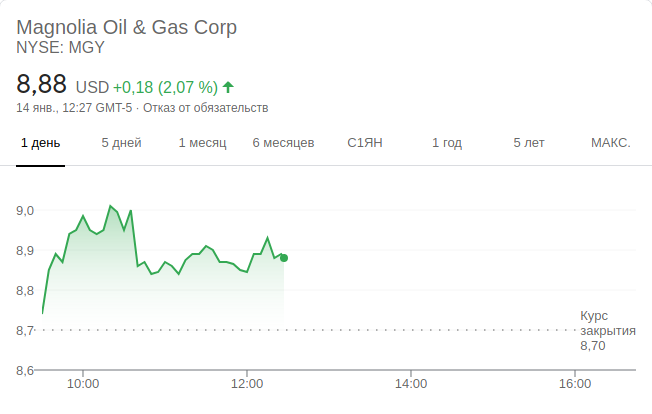 Magnolia Oil & Gas Corp
NYSE: MGY
8,88 USD +0,18 (2,07 %)
14 янв., 12:27 GMT-5 · Отказ от обязательств
1 день 5 дней 1 месяц 6 месяцев С1ЯН 1 год 5 лет МАКС.
9,0
8,9
8,8
8,7
8,6
Курс
закрытия
8,70
10:00 12:00 14:00 16:00